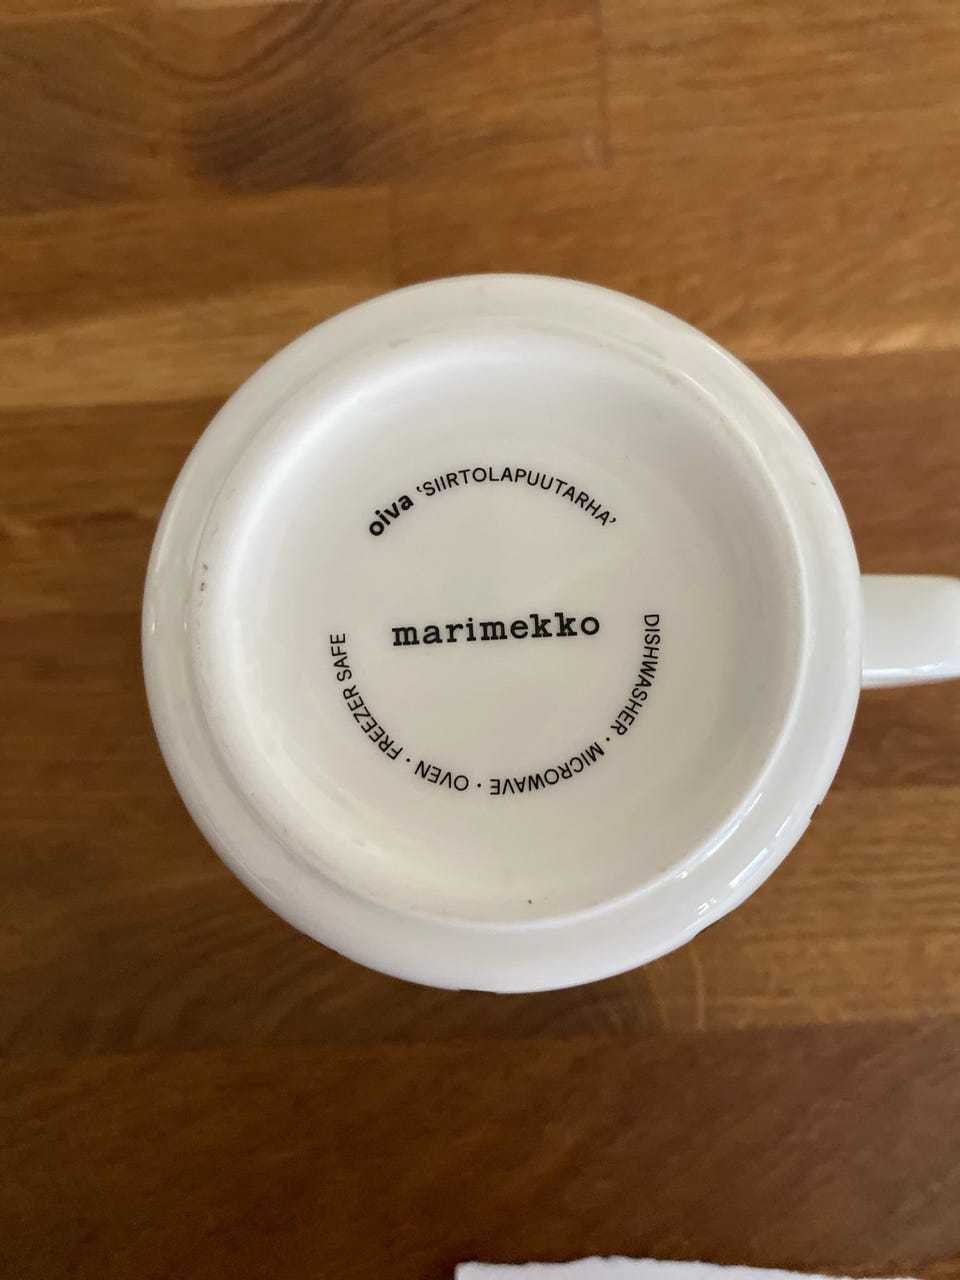 oiva ‘SIIRTOLAPUUTARHA’
marimekko
DISHWASHER · MICROWAVE · OVEN · FREEZER SAFE